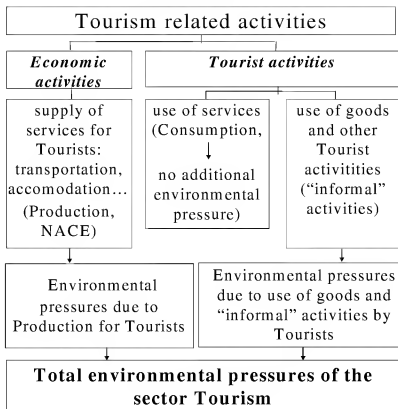 Tourism related activities
Economic
activities
Tourist activities
supply of
services for
Tourists:
transportation,
accomodation…
(Production,
NACE)
use of services
(Consumption,
no additional
environmental
pressure)
use of goods
and other
Tourist
activitities
("informal"
activities)
Environmental
pressures due to
Production for Tourists
Environmental pressures
due to use of goods and
"informal" activities by
Tourists
Total environmental pressures of the
sector Tourism